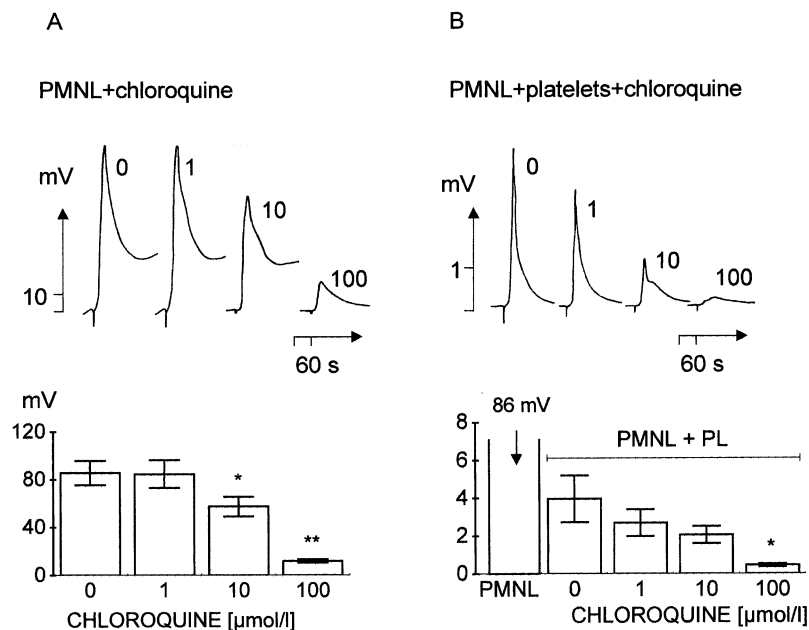 A
PMNL+chloroquine
mV
0
1
10
100
10
60 s
mV
120
80
40
0
*
**
0 1 10 100
CHLOROQUINE [µmol/l]
B
PMNL+platelets+chloroquine
mV
0
1
10
100
1
60 s
8
6
4
2
0
86 mV
PMNL + PL
*
PMNL 0 1 10 100
CHLOROQUINE [µmol/l]